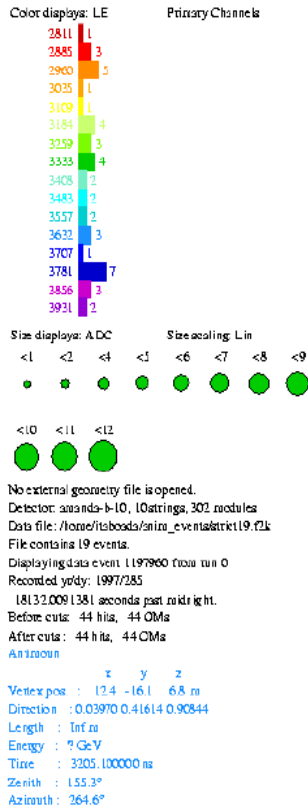 Color displays: LE Primary Channels
2811 1
2885 3
2960 5
3035 1
3109 1
3184 4
3259 3
3333 4
3408 2
3483 2
3557 2
3632 3
3707 1
3781 7
3856 3
3931 2
Size displays: ADC Size scaling: Lin
<1 <2 <4 <5 <6 <7 <8 <9
<10 <11 <12
No external geometry file is opened.
Detector: amanda-b-10, 10strings, 302 modules
Data file: /home/itaboada/anim_events/strict19.f2k
File contains 19 events.
Displaying data event 1197960 from run 0
Recorded yr/dy: 1997/285
18132.0091381 seconds past midnight.
Before cuts: 44 hits, 44 OMs
After cuts: 44 hits, 44 OMs
Antimuon
x y z
Vertex pos : 12.4 -16.1 6.8 m
Direction : 0.03970 0.41614 0.90844
Length : Inf m
Energy : ? GeV
Time : 3205.100000 ns
Zenith : 155.3°
Azimuth : 264.6°